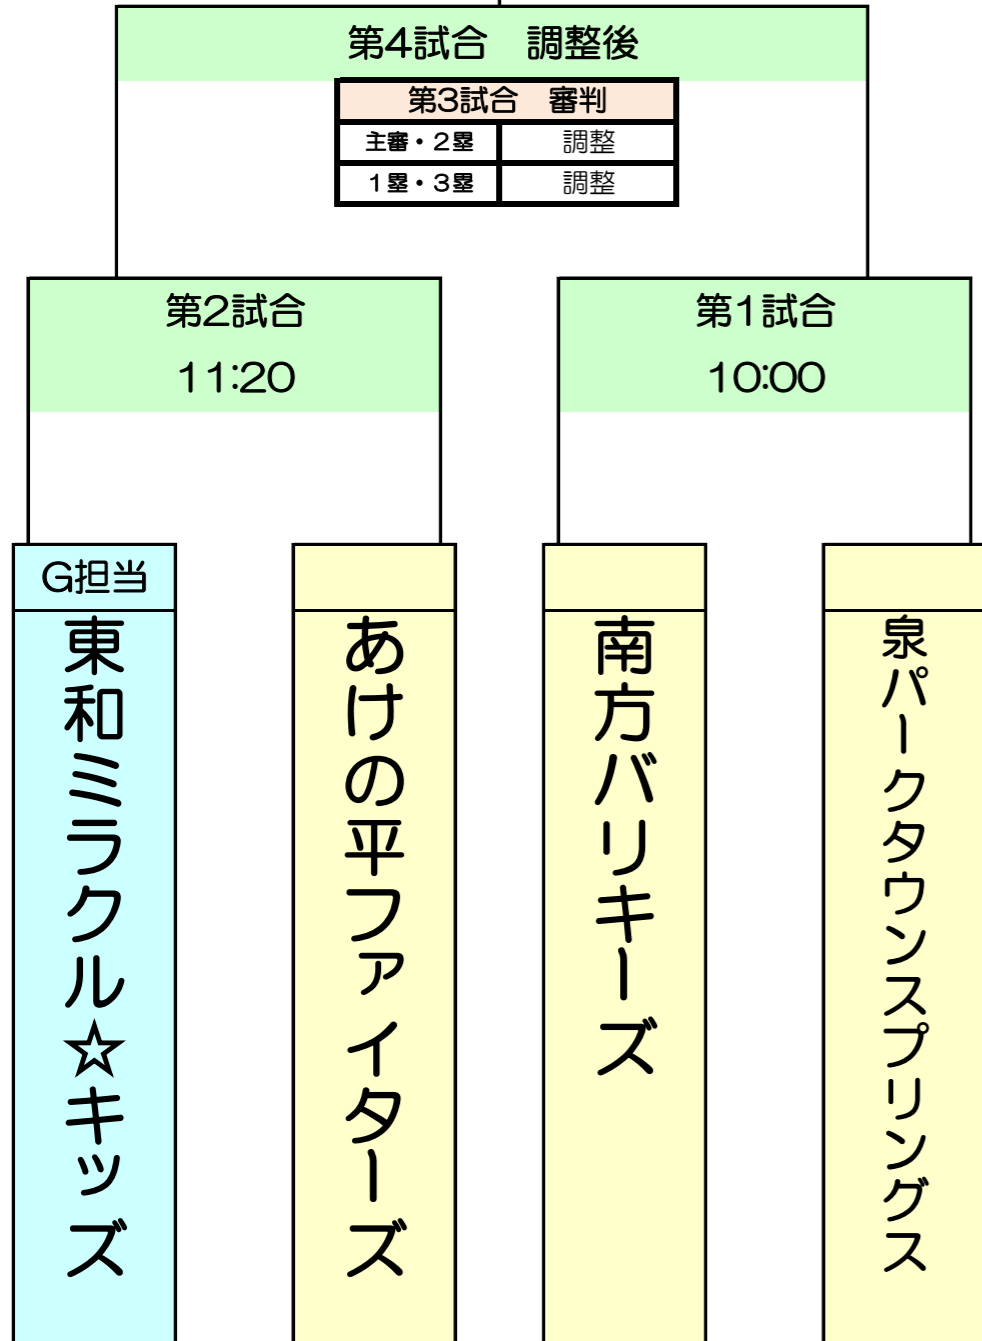 第4試合　調整後
第3試合　審判
主審・２塁　調整
１塁・３塁　調整
第2試合
11:20
第1試合
10:00
G担当
東和ミラクル☆キッズ
あけの平ファイターズ
南方バリキーズ
泉パークタウンスプリングス